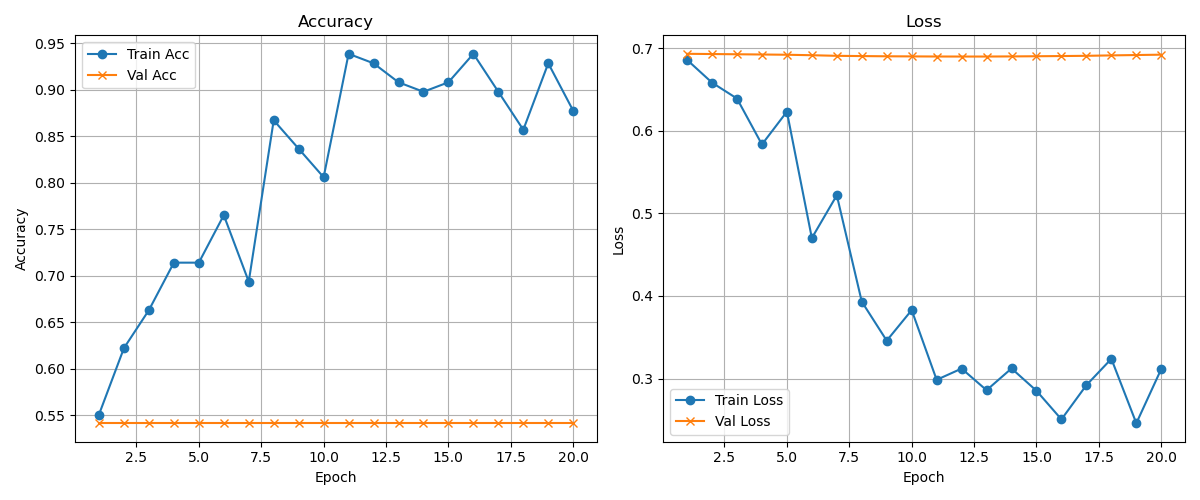 Accuracy
0.95
0.90
0.85
0.80
0.75
0.70
0.65
0.60
0.55
Accuracy
Train Acc
Val Acc
2.5 5.0 7.5 10.0 12.5 15.0 17.5 20.0
Epoch
Loss
0.7
0.6
0.5
0.4
0.3
Loss
Train Loss
Val Loss
2.5 5.0 7.5 10.0 12.5 15.0 17.5 20.0
Epoch